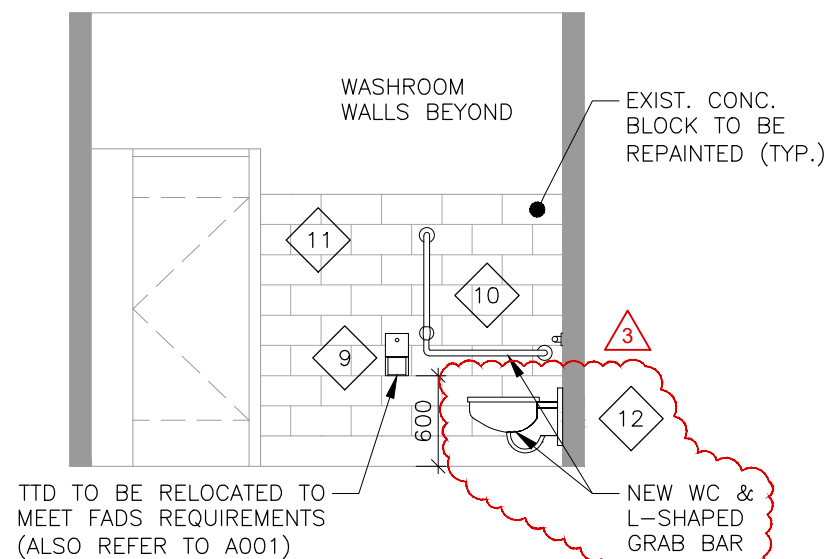 WASHROOM
WALLS BEYOND
EXIST. CONC.
BLOCK TO BE
REPAINTED (TYP.)
11
10
3
9
12
600
TTD TO BE RELOCATED TO
MEET FADS REQUIREMENTS
(ALSO REFER TO A001)
NEW WC &
L-SHAPED
GRAB BAR